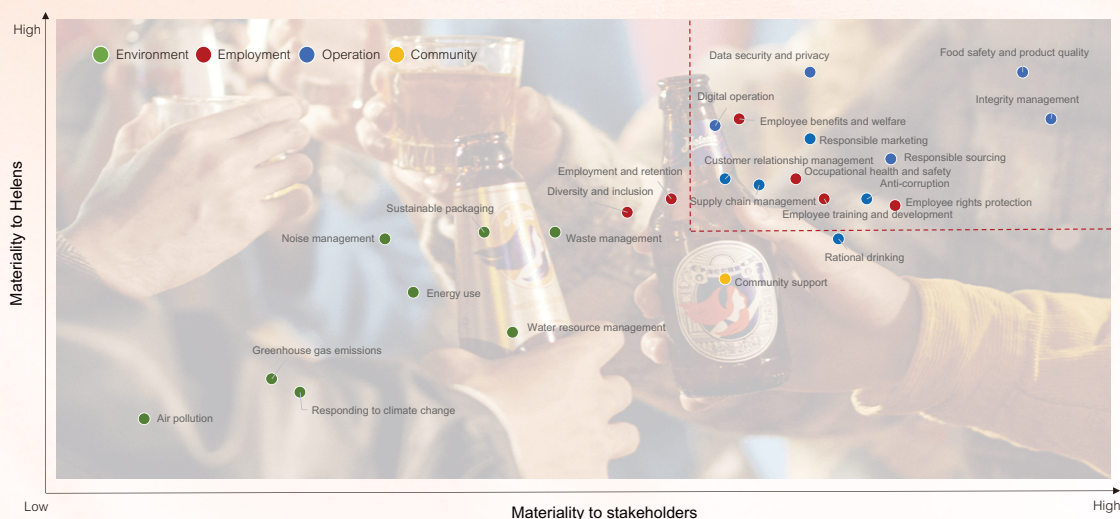 High
Environment
Employment
Operation
Community
Data security and privacy
Food safety and product quality
Digital operation
Integrity management
Employee benefits and welfare
Responsible marketing
Customer relationship management
Responsible sourcing
Employment and retention
Occupational health and safety
Anti-corruption
Diversity and inclusion
Supply chain management
Employee rights protection
Sustainable packaging
Employee training and development
Noise management
Waste management
Rational drinking
Community support
Energy use
Water resource management
Greenhouse gas emissions
Responding to climate change
Air pollution
Materiality to Helens
Low
Materiality to stakeholders
High